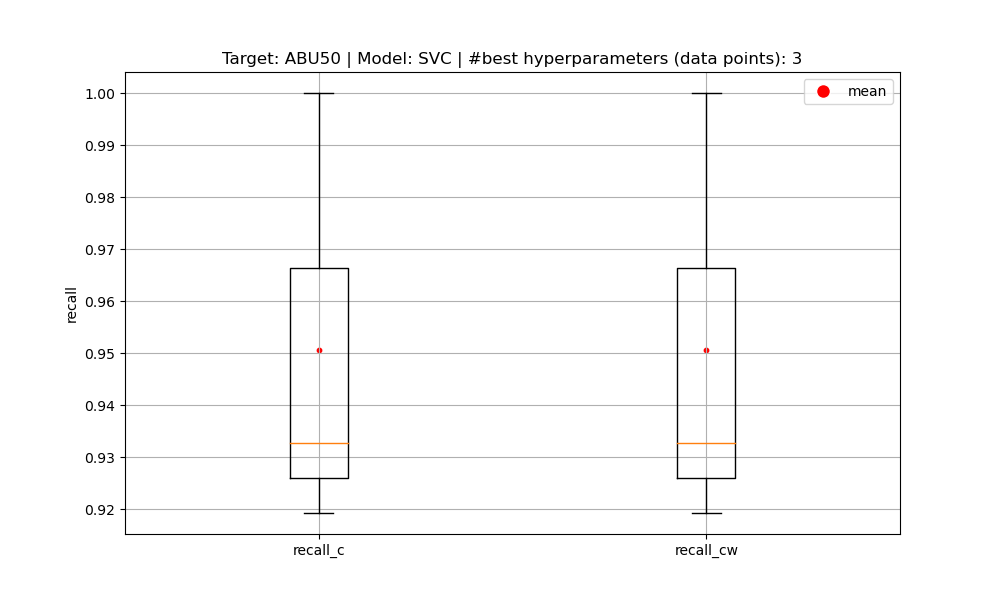 Target: ABU50 | Model: SVC | #best hyperparameters (data points): 3
mean
1.00
0.99
0.98
0.97
0.96
0.95
0.94
0.93
0.92
recall
recall_c
recall_cw